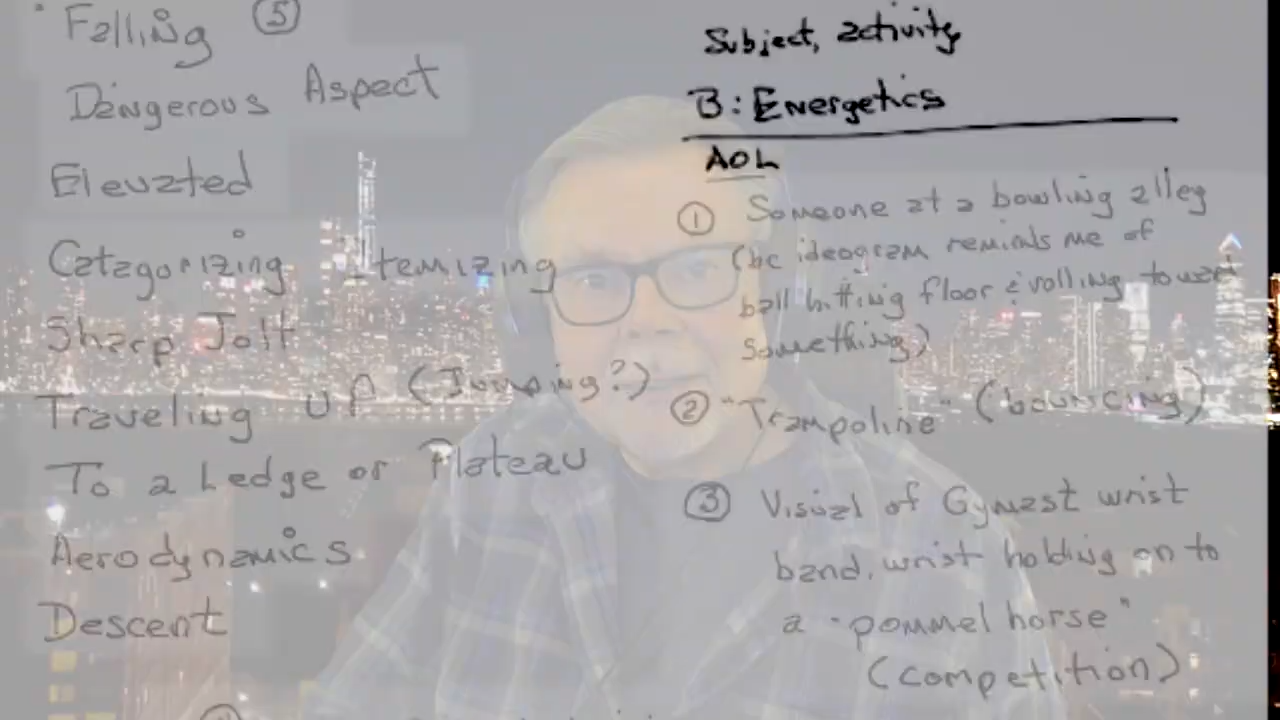 Falling ⑤
Dangerous Aspect
Elevated
Categorizing Itemizing
Sharp Jolt
Traveling up (Jumping?)
To a Ledge or Plateau
Aerodynamics
Descent
Subject, activity
B: Energetics
AOL
① Someone at a bowling alley
(bc ideogram reminds me of
ball hitting floor & rolling toward
something)
② "Trampoline" (bouncing)
③ Visual of Gymnast wrist
band, wrist holding on to
a "pommel horse"
(competition)